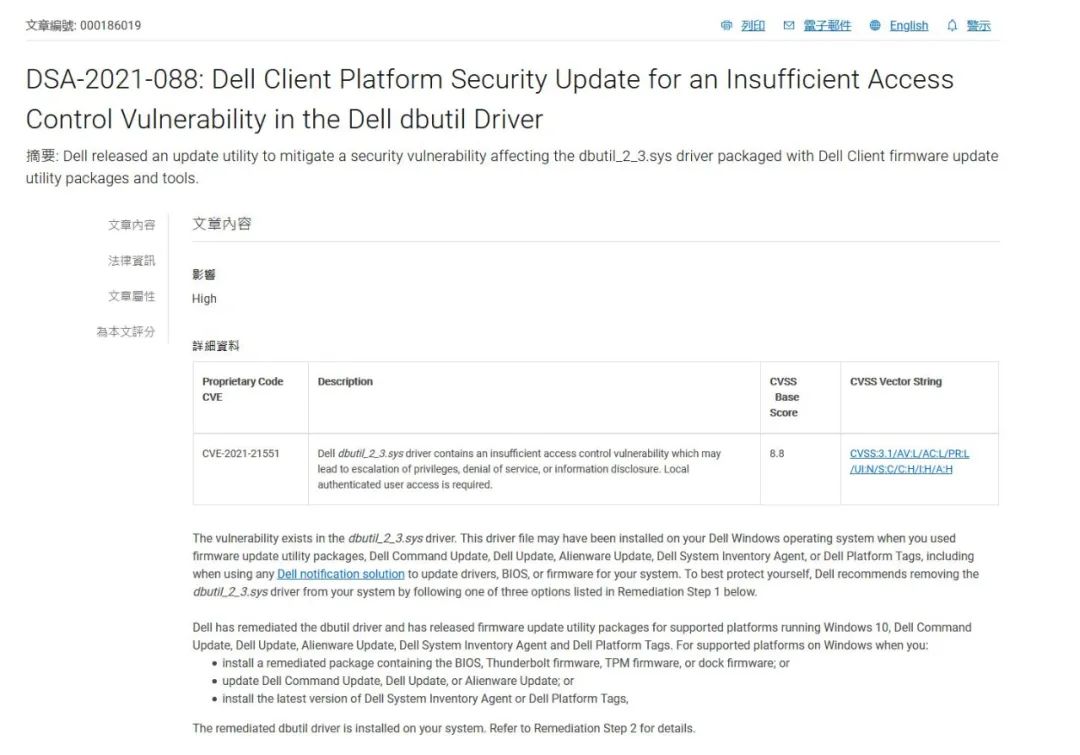 文章編號: 000186019
列印 電子郵件 English 警示
DSA-2021-088: Dell Client Platform Security Update for an Insufficient Access
Control Vulnerability in the Dell dbutil Driver
摘要: Dell released an update utility to mitigate a security vulnerability affecting the dbutil_2_3.sys driver packaged with Dell Client firmware update
utility packages and tools.
文章內容
法律資訊
文章屬性
為本文評分
文章內容
影響
High
詳細資料
Proprietary Code
CVE
Description
CVSS
Base
Score
CVSS Vector String
CVE-2021-21551
Dell dbutil_2_3.sys driver contains an insufficient access control vulnerability which may
lead to escalation of privileges, denial of service, or information disclosure. Local
authenticated user access is required.
8.8
CVSS:3.1/AV:L/AC:L/PR:L
/UI:N/S:C/C:H/I:H/A:H
The vulnerability exists in the dbutil_2_3.sys driver. This driver file may have been installed on your Dell Windows operating system when you used
firmware update utility packages, Dell Command Update, Dell Update, Alienware Update, Dell System Inventory Agent, or Dell Platform Tags, including
when using any Dell notification solution to update drivers, BIOS, or firmware for your system. To best protect yourself, Dell recommends removing the
dbutil_2_3.sys driver from your system by following one of three options listed in Remediation Step 1 below.
Dell has remediated the dbutil driver and has released firmware update utility packages for supported platforms running Windows 10, Dell Command
Update, Dell Update, Alienware Update, Dell System Inventory Agent and Dell Platform Tags. For supported platforms on Windows when you:
• install a remediated package containing the BIOS, Thunderbolt firmware, TPM firmware, or dock firmware; or
• update Dell Command Update, Dell Update, or Alienware Update; or
• install the latest version of Dell System Inventory Agent or Dell Platform Tags,
The remediated dbutil driver is installed on your system. Refer to Remediation Step 2 for details.